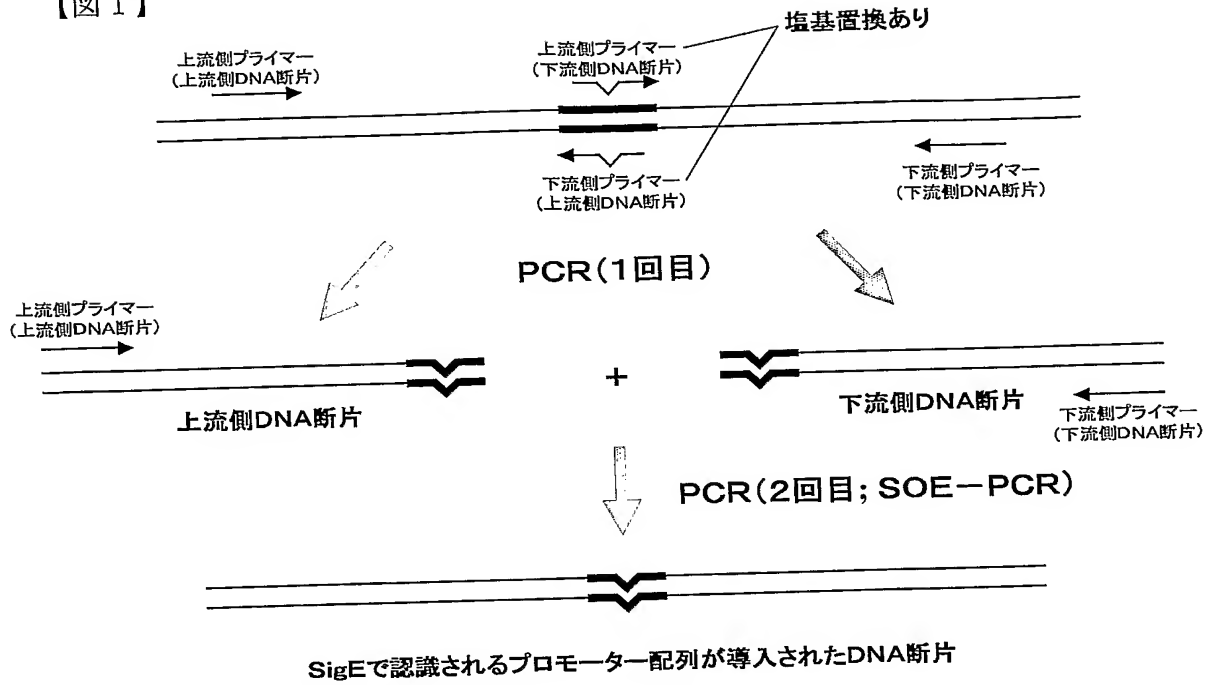 【図1】
塩基置換あり
上流側プライマー
(上流側DNA断片)
上流側プライマー
(下流側DNA断片)
下流側プライマー
(上流側DNA断片)
下流側プライマー
(下流側DNA断片)
PCR(1回目)
上流側プライマー
(上流側DNA断片)
+
上流側DNA断片
下流側DNA断片
下流側プライマー
(下流側DNA断片)
PCR(2回目; SOE-PCR)
SigEで認識されるプロモーター配列が導入されたDNA断片